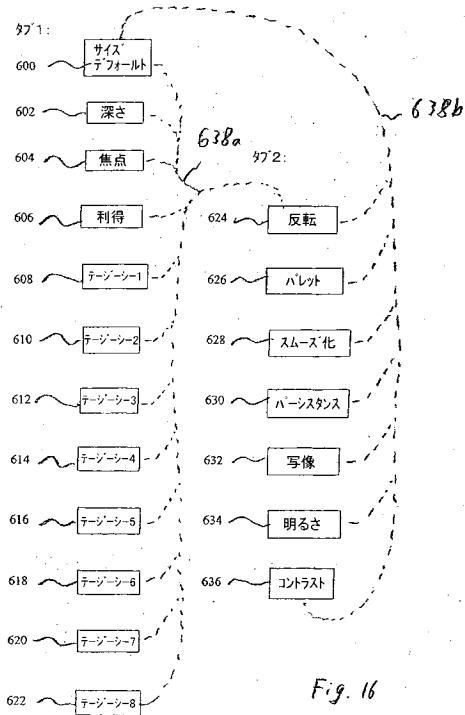 タブ1:
600
サイズ
デフォールト
602
深さ
604
焦点
606
利得
608
テージーシー1
610
テージーシー2
612
テージーシー3
614
テージーシー4
616
テージーシー5
618
テージーシー6
620
テージーシー7
622
テージーシー8
638a
638b
タブ2:
624
反転
626
パレット
628
スムーズ化
630
パーシスタンス
632
写像
634
明るさ
636
コントラスト
Fig. 16